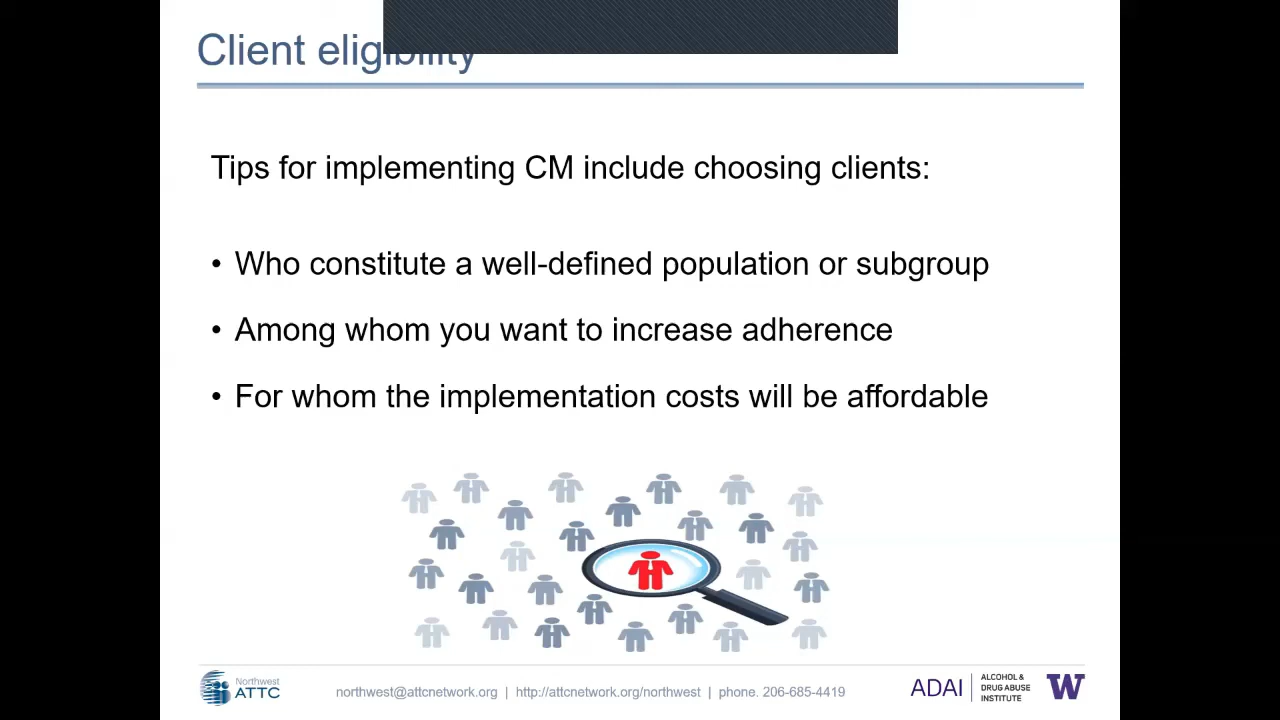 Client eligibility
Tips for implementing CM include choosing clients:
• Who constitute a well-defined population or subgroup
• Among whom you want to increase adherence
• For whom the implementation costs will be affordable
Northwest
ATTC
northwest@attcnetwork.org | http://attcnetwork.org/northwest | phone. 206-685-4419
ADAI
ALCOHOL &
DRUG ABUSE
INSTITUTE
W